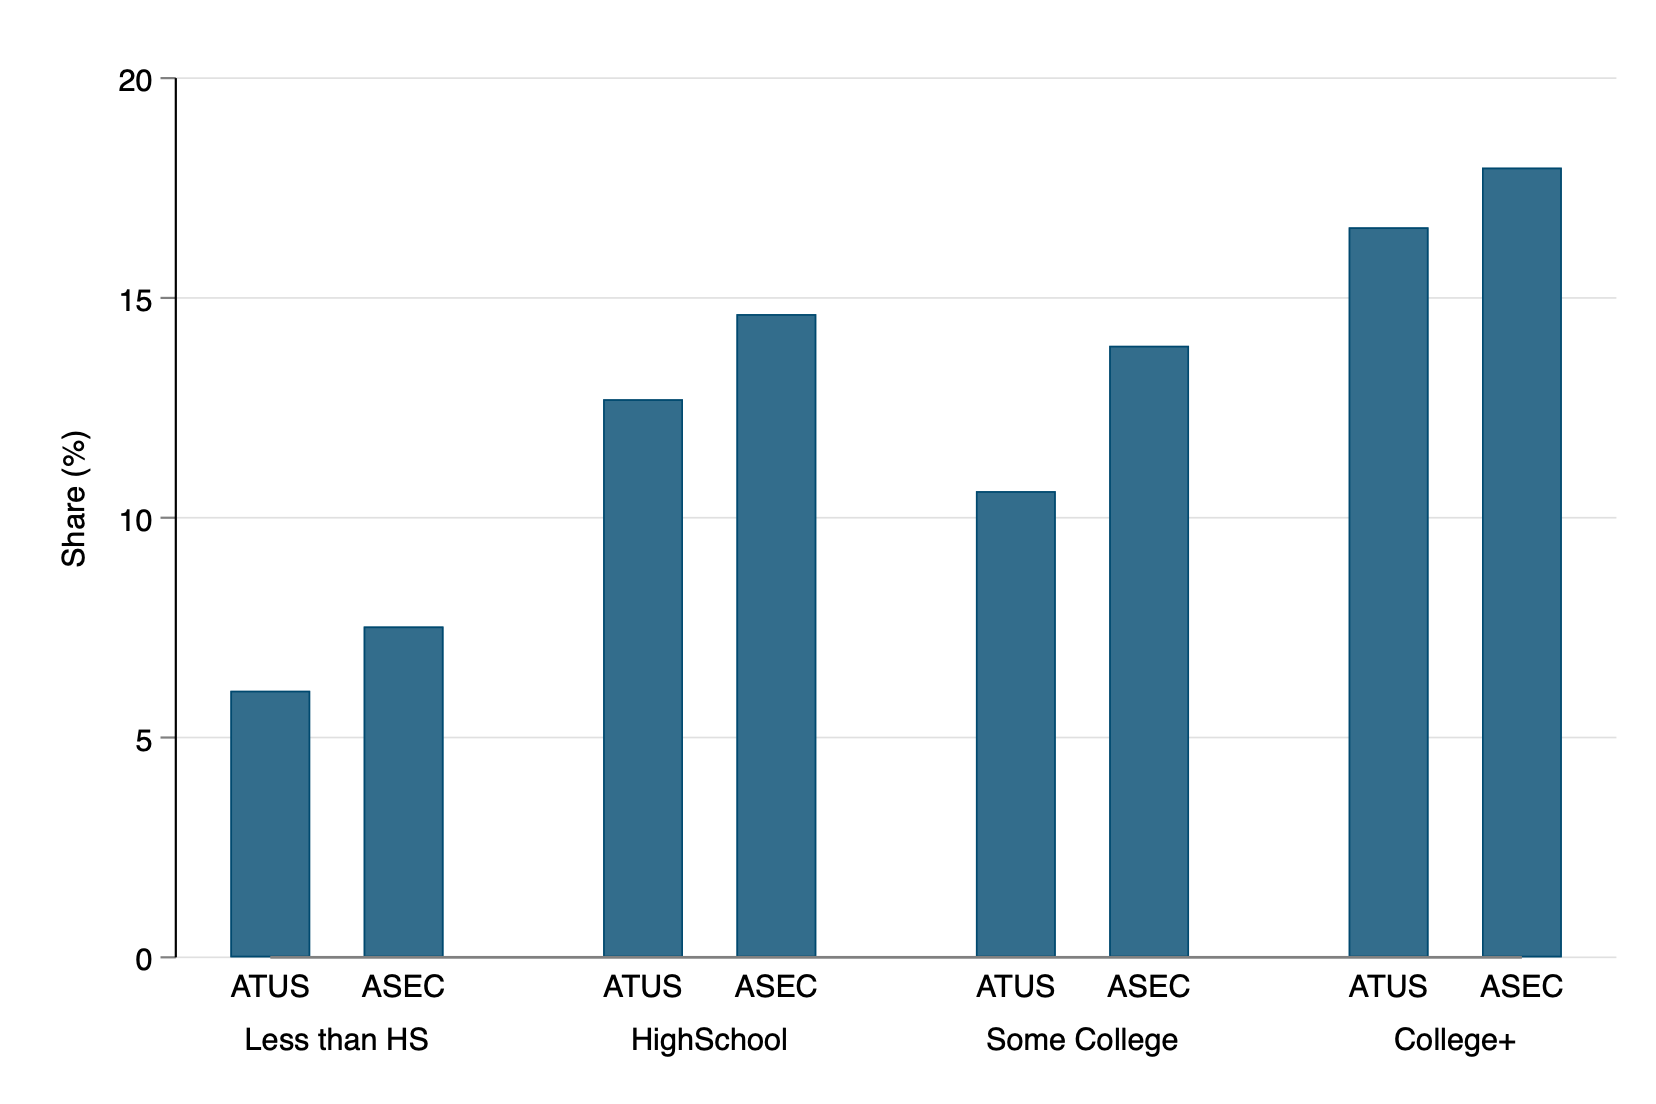 Share (%)
20
15
10
5
0
ATUS ASEC ATUS ASEC ATUS ASEC ATUS ASEC
Less than HS HighSchool Some College College+